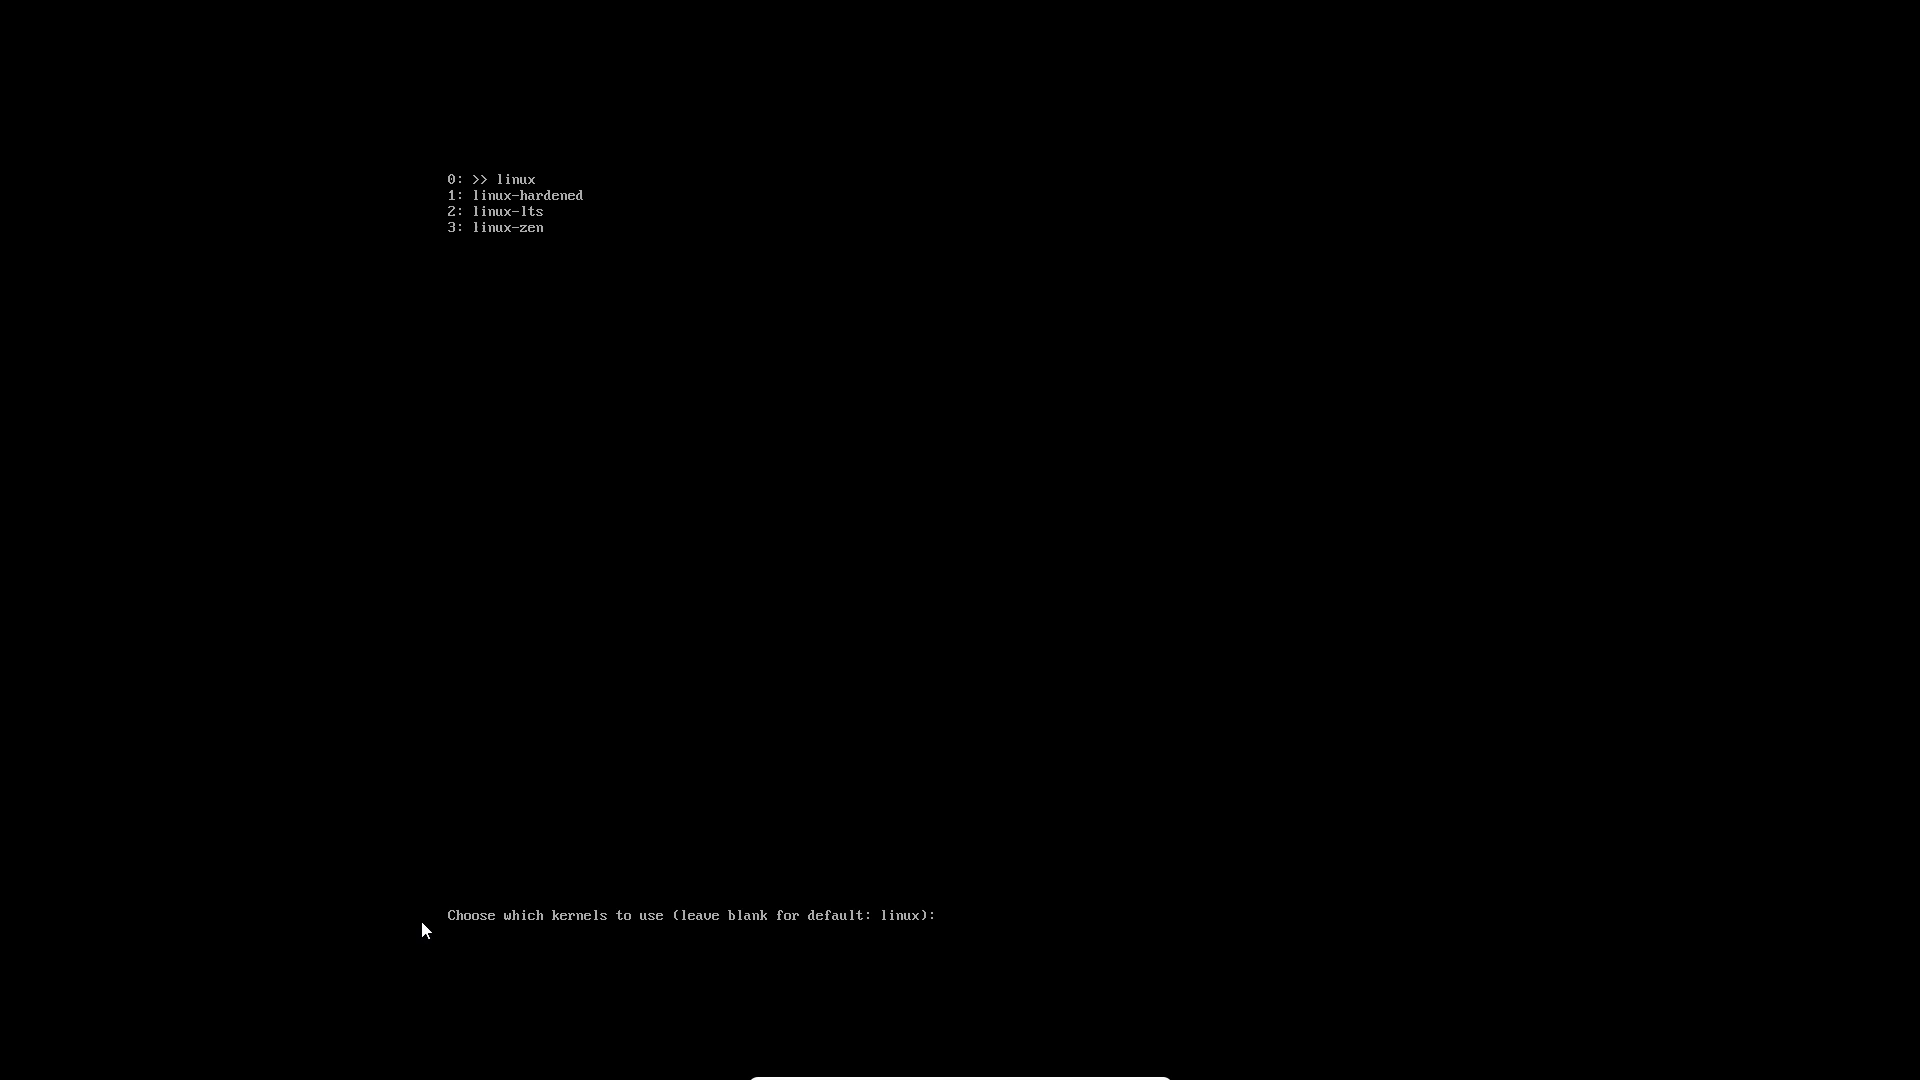 0: >> linux
1: linux-hardened
2: linux-lts
3: linux-zen
Choose which kernels to use (leave blank for default: linux):